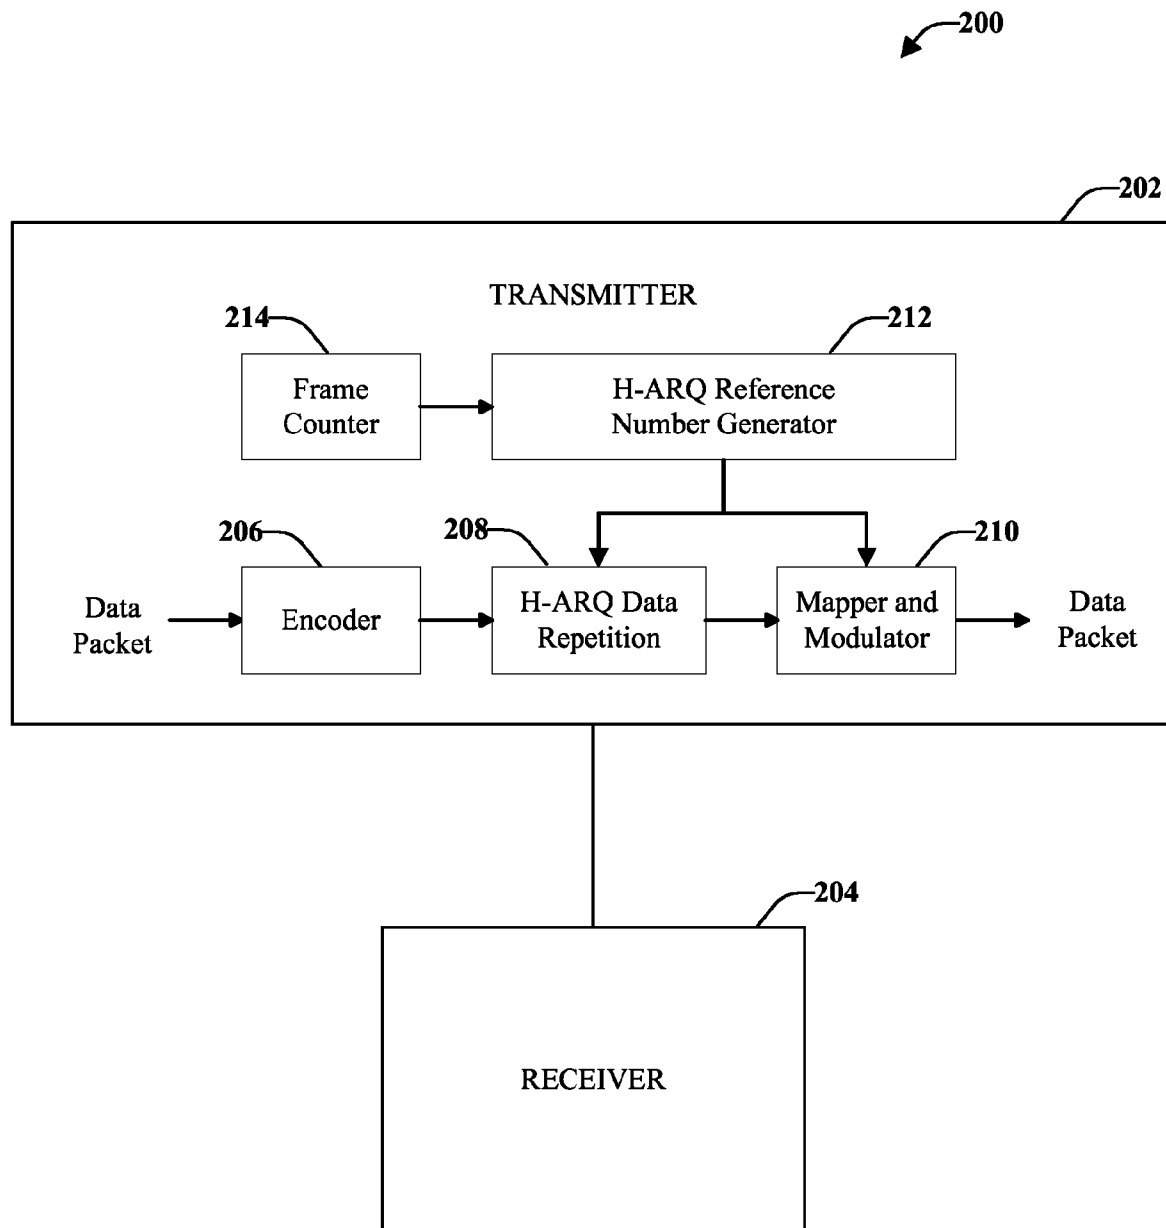 200
202
TRANSMITTER
214
212
Frame
Counter
H-ARQ Reference
Number Generator
206
208
210
Data
Packet
Encoder
H-ARQ Data
Repetition
Mapper and
Modulator
Data
Packet
204
RECEIVER